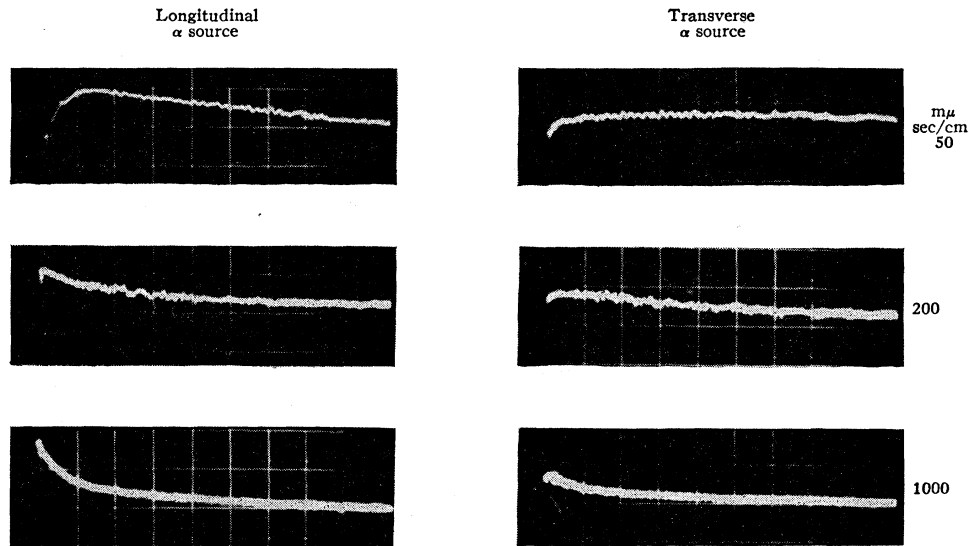 Longitudinal
α source
Transverse
α source
mμ
sec/cm
50
200
1000